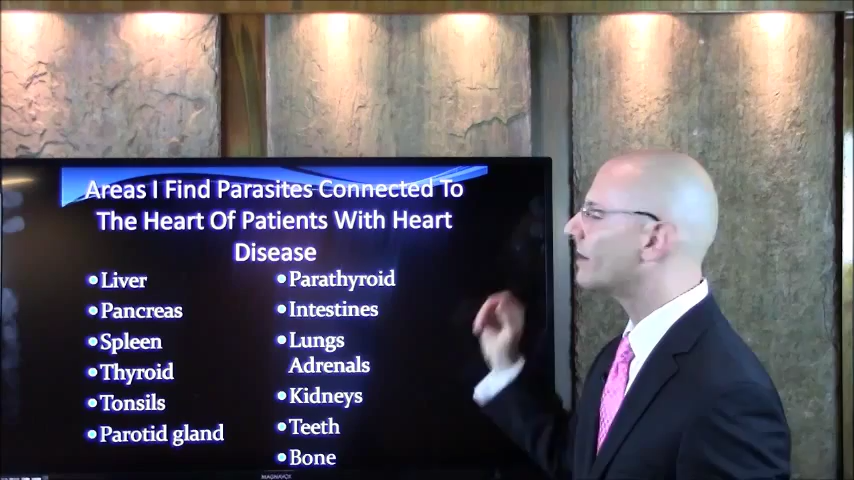 Areas I Find Parasites Connected To
The Heart Of Patients With Heart
Disease
•Liver
•Pancreas
•Spleen
•Thyroid
•Tonsils
•Parotid gland
•Parathyroid
•Intestines
•Lungs
Adrenals
•Kidneys
•Teeth
•Bone
MAGNAVOX